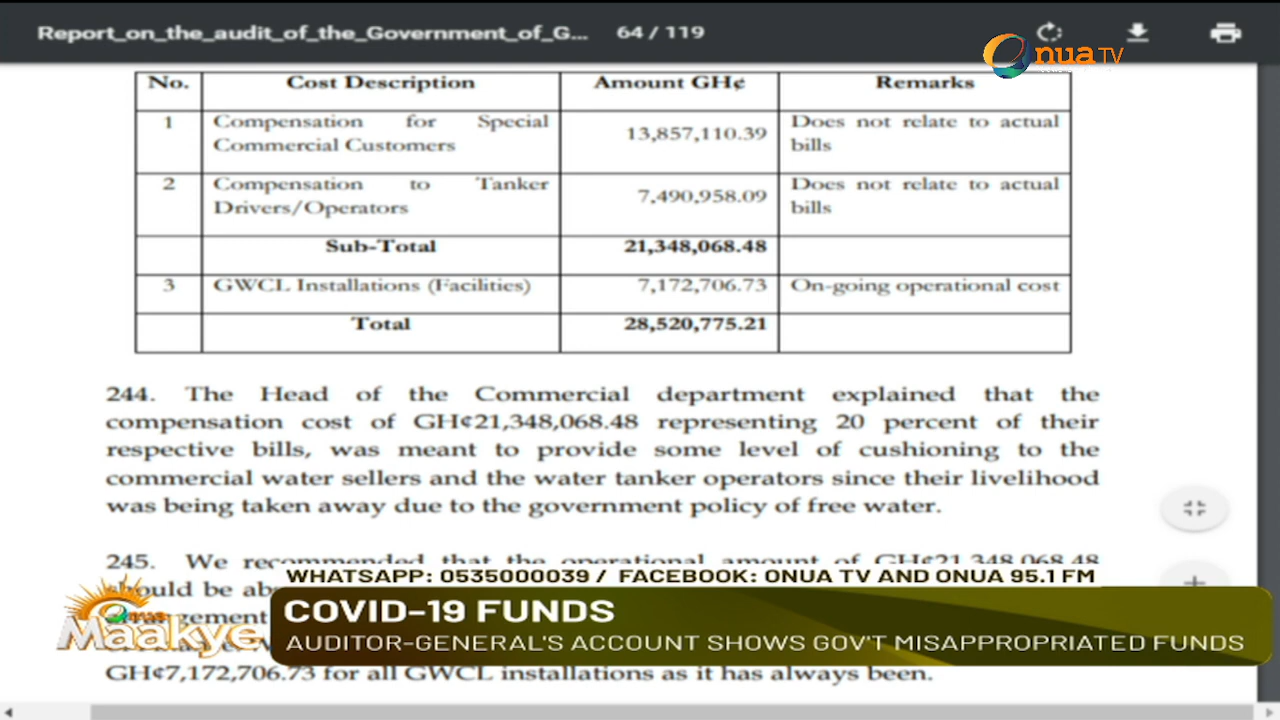 Report_on_the_audit_of_the_Government_of_G... 64 / 119
Onua TV
No. Cost Description Amount GH¢ Remarks
1 Compensation for Special Commercial Customers 13,857,110.39 Does not relate to actual bills
2 Compensation to Tanker Drivers/Operators 7,490,958.09 Does not relate to actual bills
Sub-Total 21,348,068.48
3 GWCL Installations (Facilities) 7,172,706.73 On-going operational cost
Total 28,520,775.21
244. The Head of the Commercial department explained that the
compensation cost of GH¢21,348,068.48 representing 20 percent of their
respective bills, was meant to provide some level of cushioning to the
commercial water sellers and the water tanker operators since their livelihood
was being taken away due to the government policy of free water.
245. We recommended that the operational amount of GH¢21,348,068.48
should be
GH¢7,172,706.73 for all GWCL installations as it has always been.
WHATSAPP: 0535000039 / FACEBOOK: ONUA TV AND ONUA 95.1 FM
COVID-19 FUNDS
AUDITOR-GENERAL'S ACCOUNT SHOWS GOV'T MISAPPROPRIATED FUNDS
Onua
Maakye